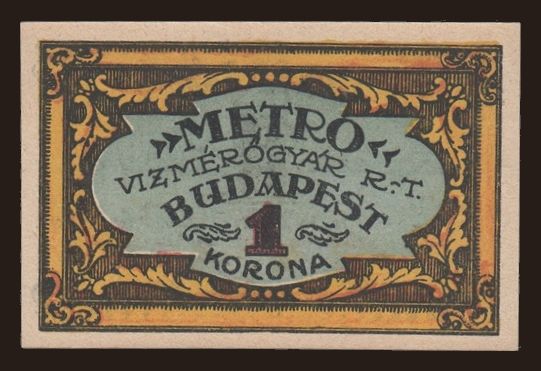 »METRO«
VIZMÉRŐGYÁR R.-T.
BUDAPEST
1
KORONA